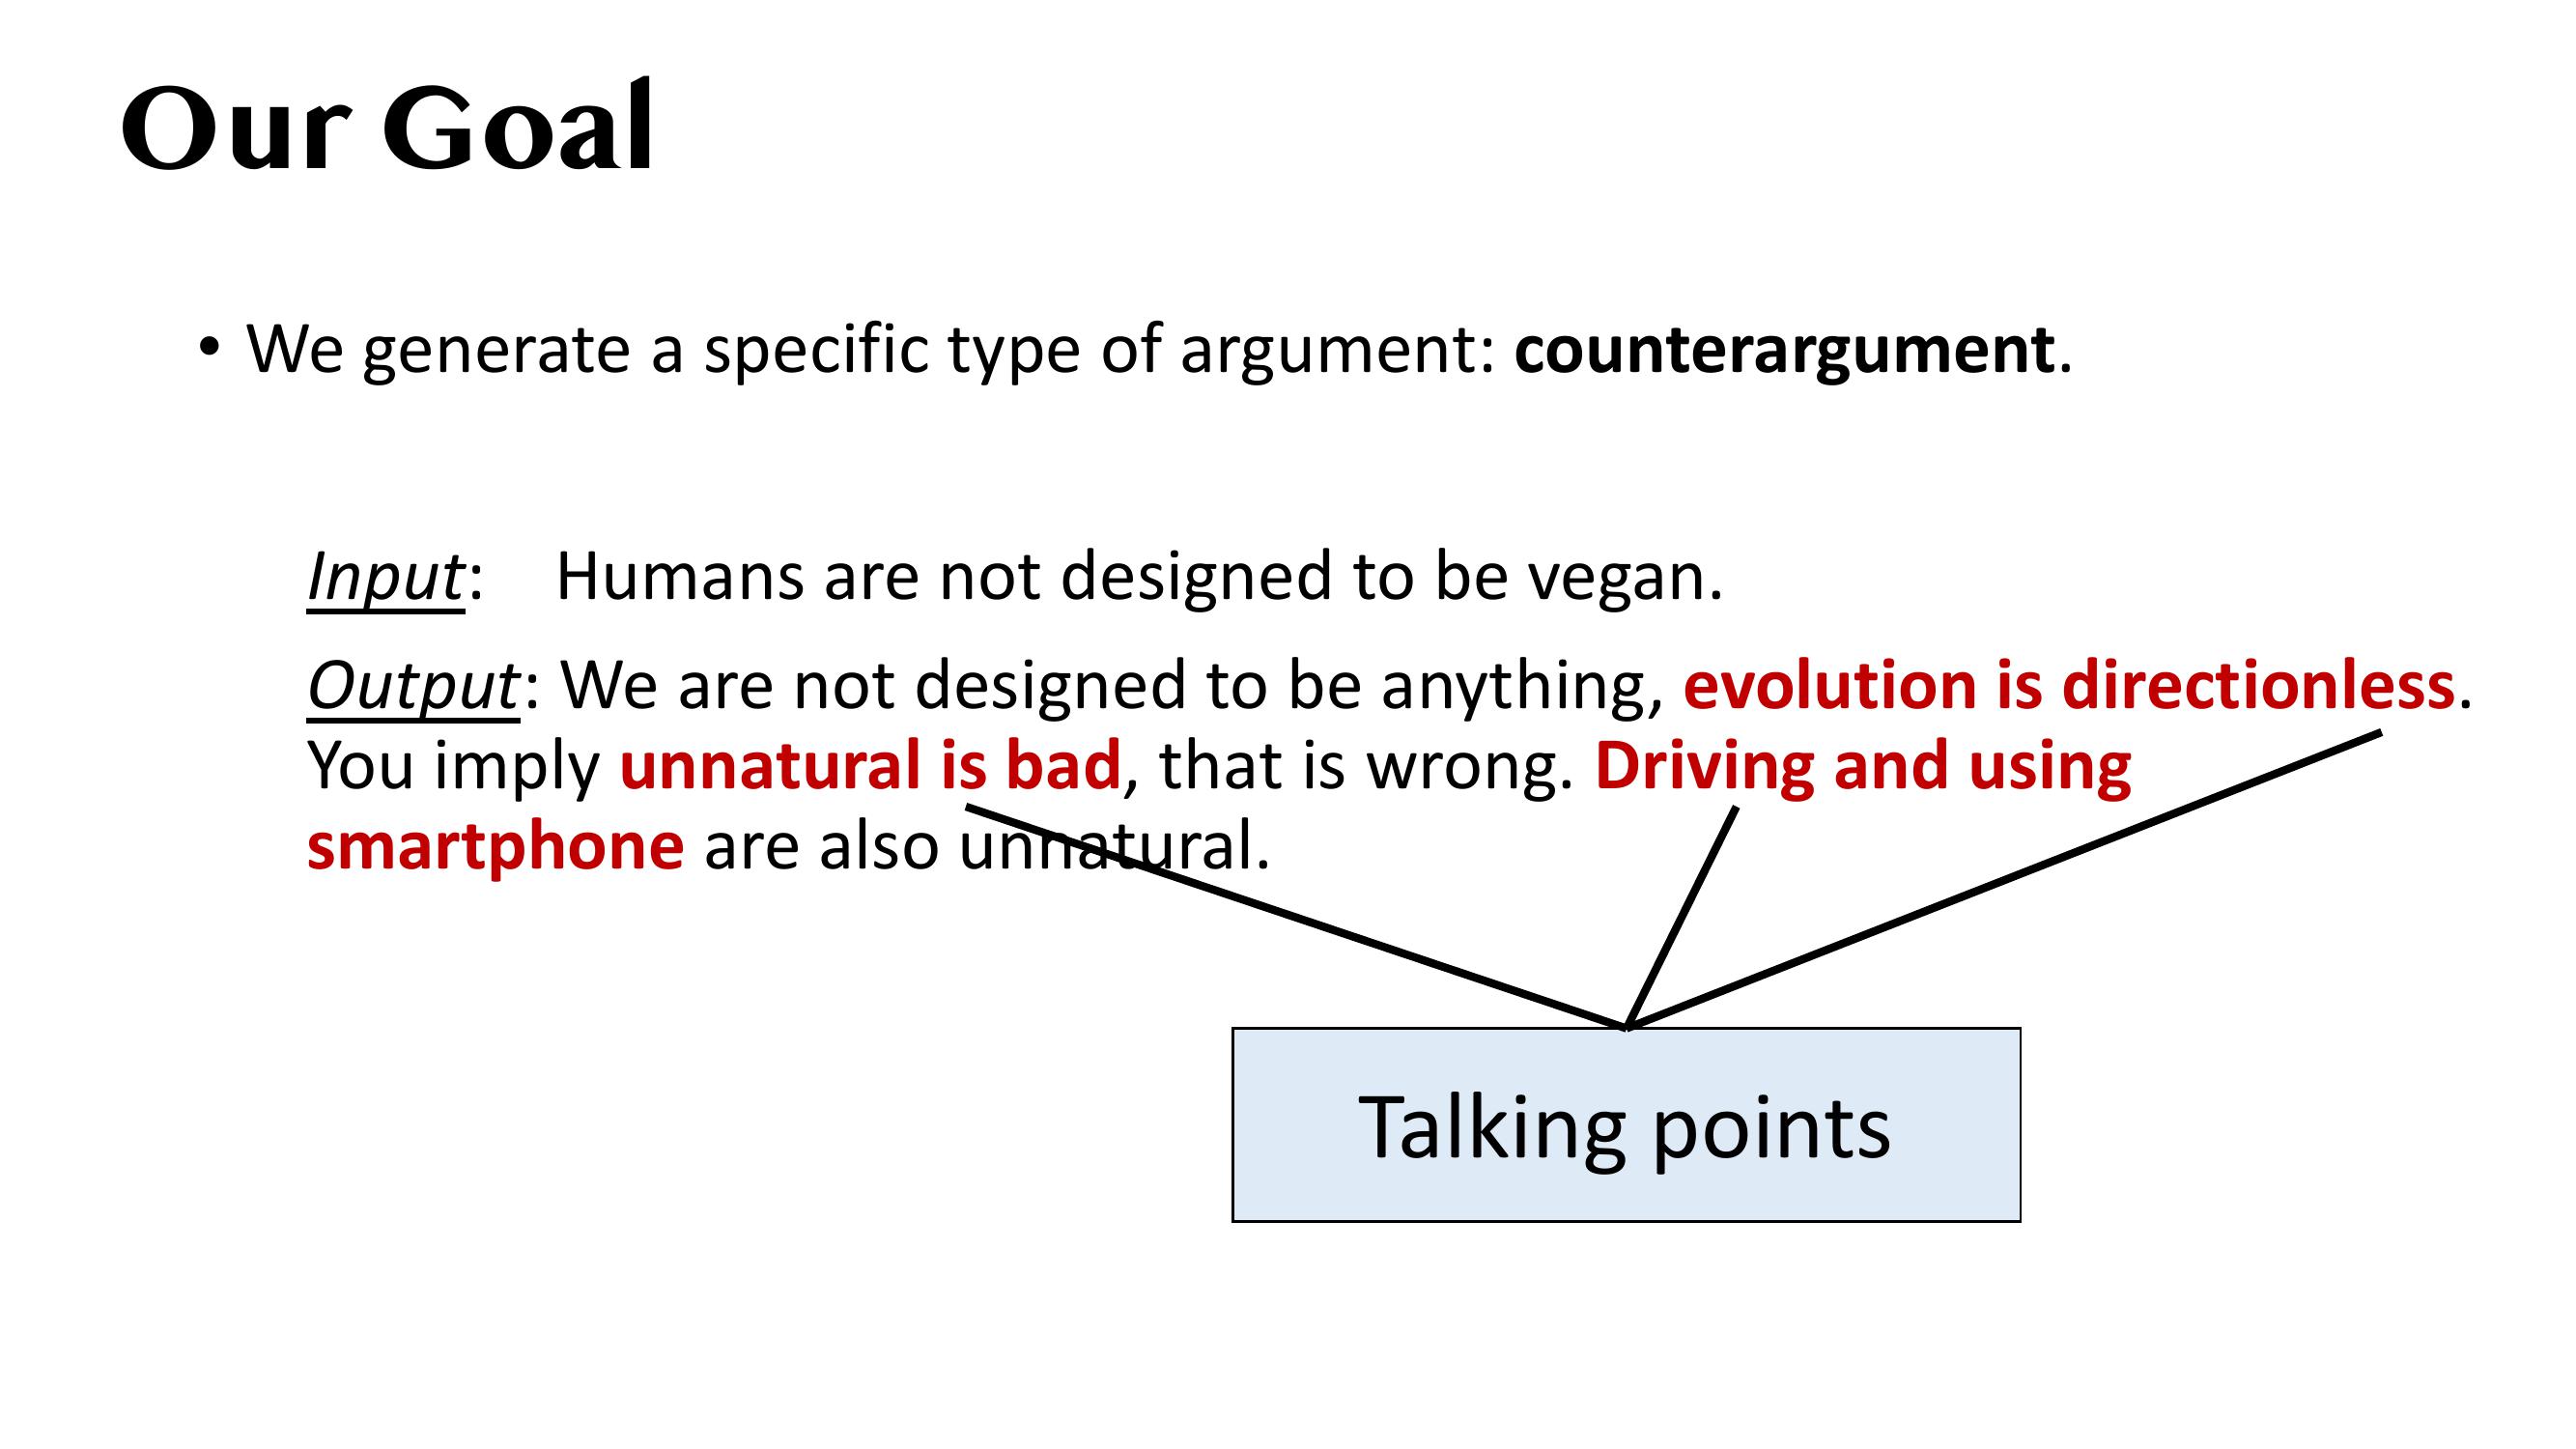 Our Goal
• We generate a specific type of argument: counterargument.
Input: Humans are not designed to be vegan.
Output: We are not designed to be anything, evolution is directionless.
You imply unnatural is bad, that is wrong. Driving and using
smartphone are also unnatural.
Talking points